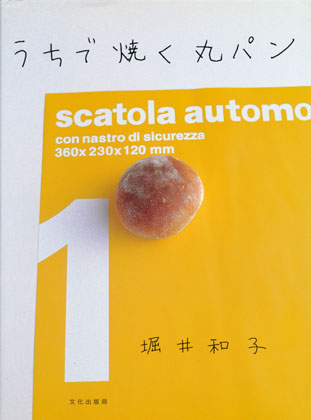 うちで焼く丸パン
scatola automo
con nastro di sicurezza
360x230x120 mm
1
堀井和子
文化出版局